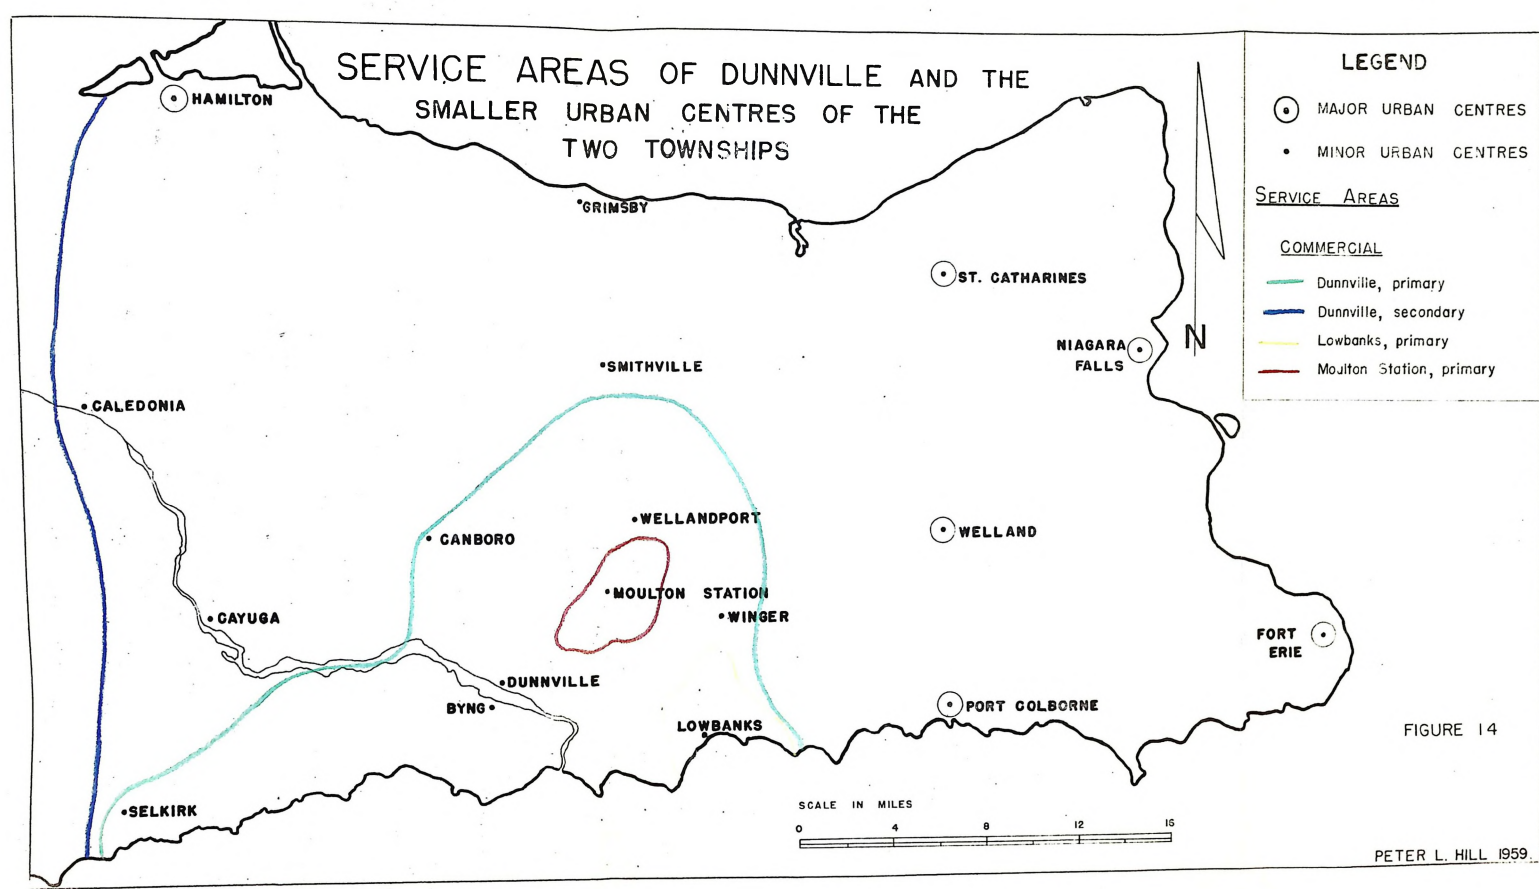 SERVICE AREAS OF DUNNVILLE AND THE
SMALLER URBAN CENTRES OF THE
TWO TOWNSHIPS
HAMILTON
GRIMSBY
ST. CATHARINES
NIAGARA
FALLS
SMITHVILLE
CALEDONIA
WELLANDPORT
CANBORO
WELLAND
MOULTON STATION
WINGER
CAYUGA
FORT
ERIE
DUNNVILLE
BYNG
PORT COLBORNE
LOWBANKS
SELKIRK
N
LEGEND
MAJOR URBAN CENTRES
MINOR URBAN CENTRES
SERVICE AREAS
COMMERCIAL
Dunnville, primary
Dunnville, secondary
Lowbanks, primary
Moulton Station, primary
FIGURE 14
SCALE IN MILES
0 4 8 12 16
PETER L. HILL 1959.